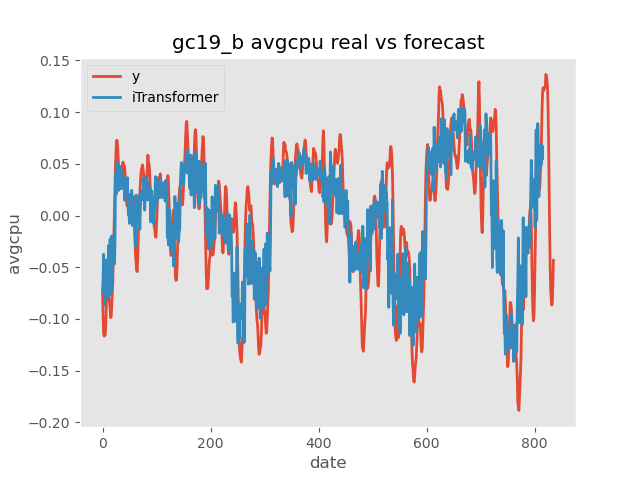 gc19_b avgcpu real vs forecast
y
iTransformer
avgcpu
0.15
0.10
0.05
0.00
−0.05
−0.10
−0.15
−0.20
0 200 400 600 800
date